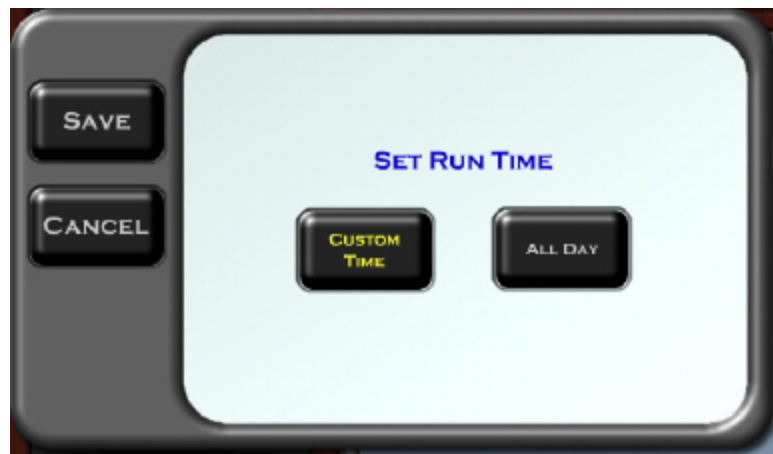 SAVE
CANCEL
SET RUN TIME
CUSTOM
TIME
ALL DAY